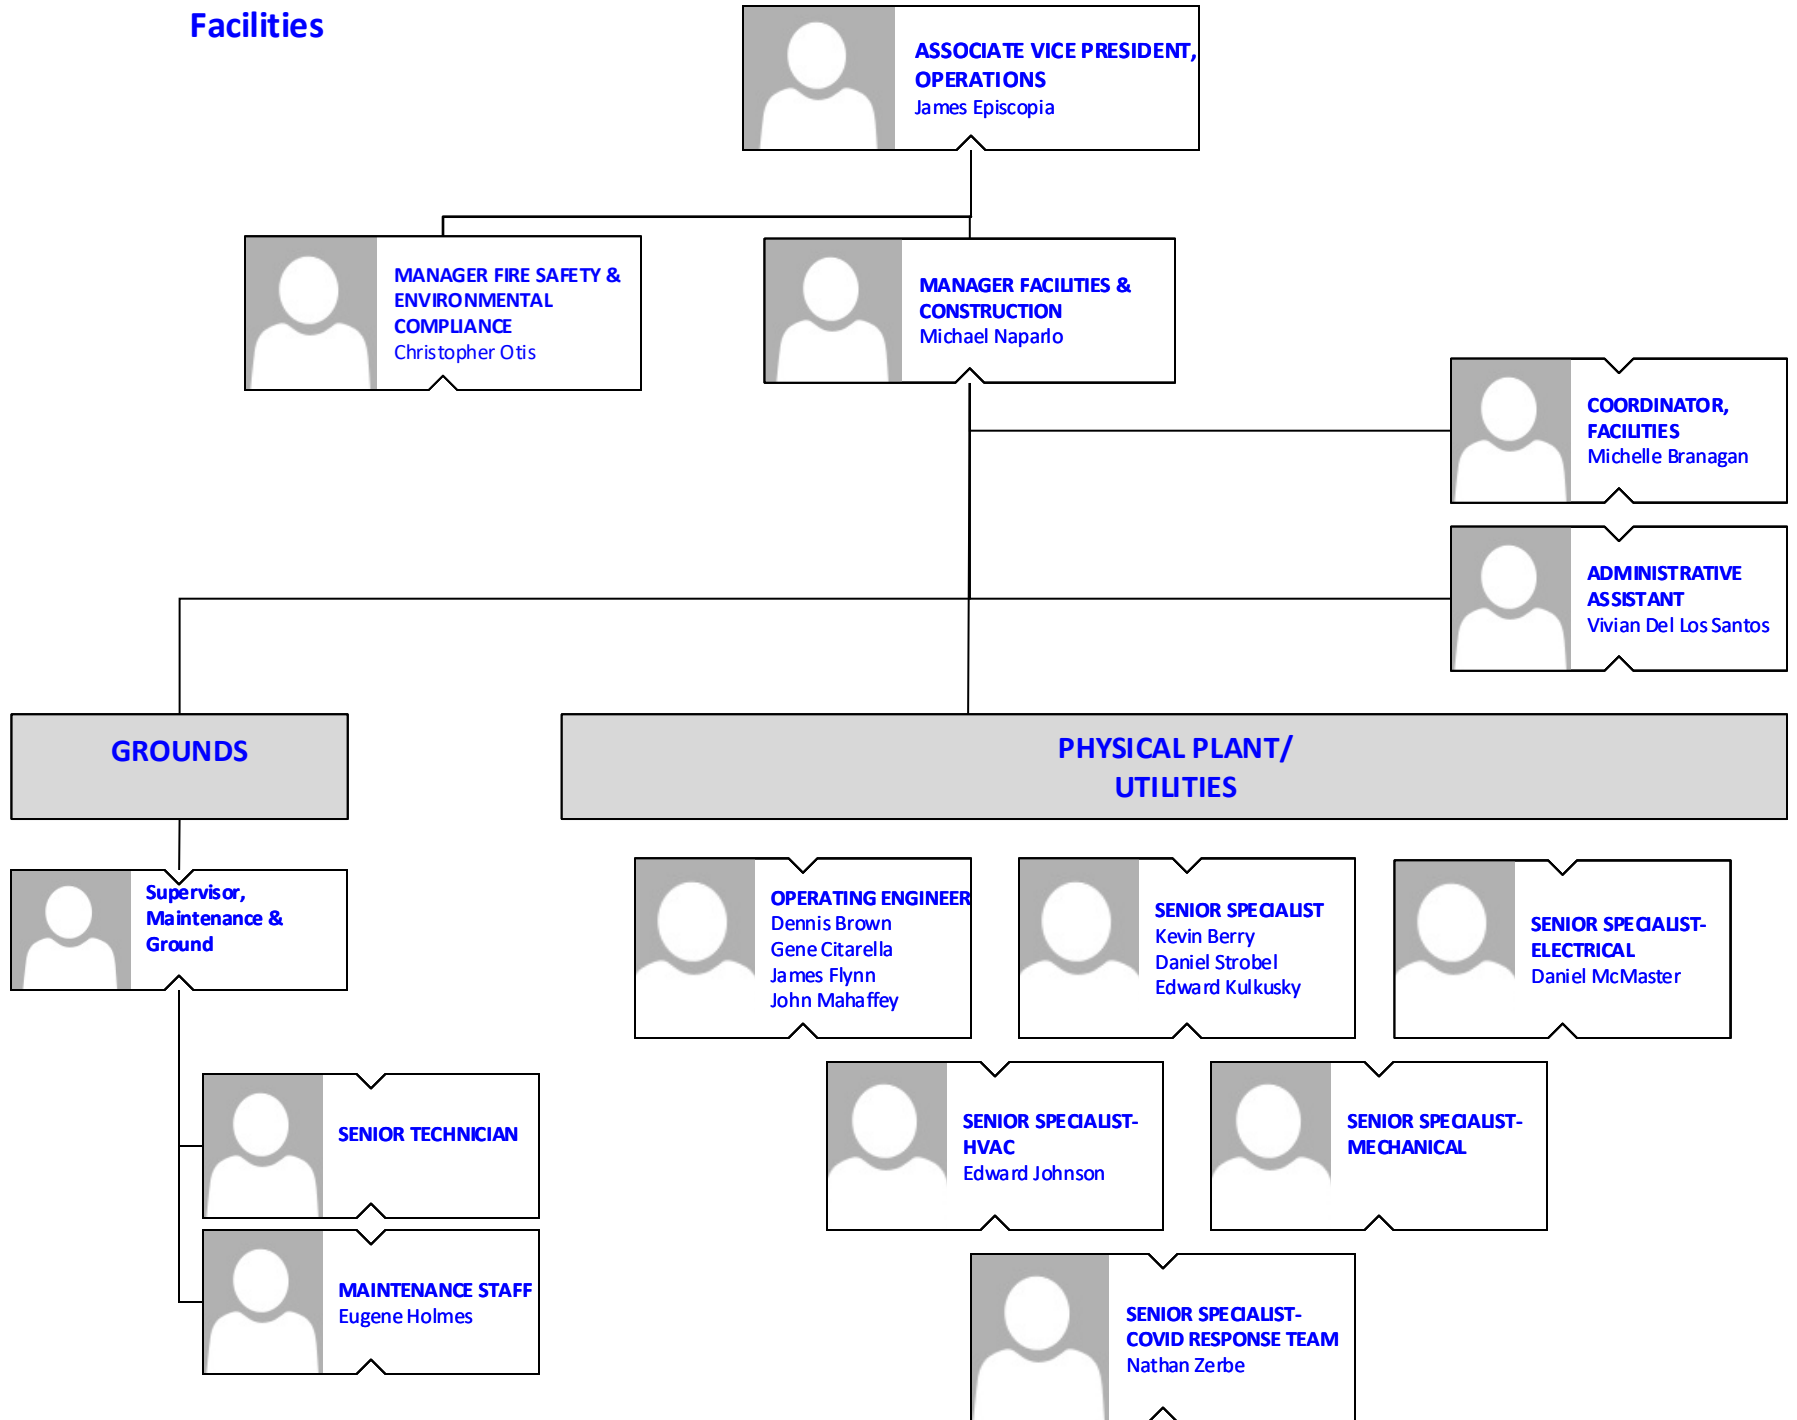 Facilities
ASSOCIATE VICE PRESIDENT,
OPERATIONS
James Episcopia
MANAGER FIRE SAFETY &
ENVIRONMENTAL
COMPLIANCE
Christopher Otis
MANAGER FACILITIES &
CONSTRUCTION
Michael Naparlo
COORDINATOR,
FACILITIES
Michelle Branagan
ADMINISTRATIVE
ASSISTANT
Vivian Del Los Santos
GROUNDS
PHYSICAL PLANT/
UTILITIES
Supervisor,
Maintenance &
Ground
OPERATING ENGINEER
Dennis Brown
Gene Citarella
James Flynn
John Mahaffey
SENIOR SPECIALIST
Kevin Berry
Daniel Strobel
Edward Kulkusky
SENIOR SPECIALIST-
ELECTRICAL
Daniel McMaster
SENIOR TECHNICIAN
SENIOR SPECIALIST-
HVAC
Edward Johnson
SENIOR SPECIALIST-
MECHANICAL
MAINTENANCE STAFF
Eugene Holmes
SENIOR SPECIALIST-
COVID RESPONSE TEAM
Nathan Zerbe